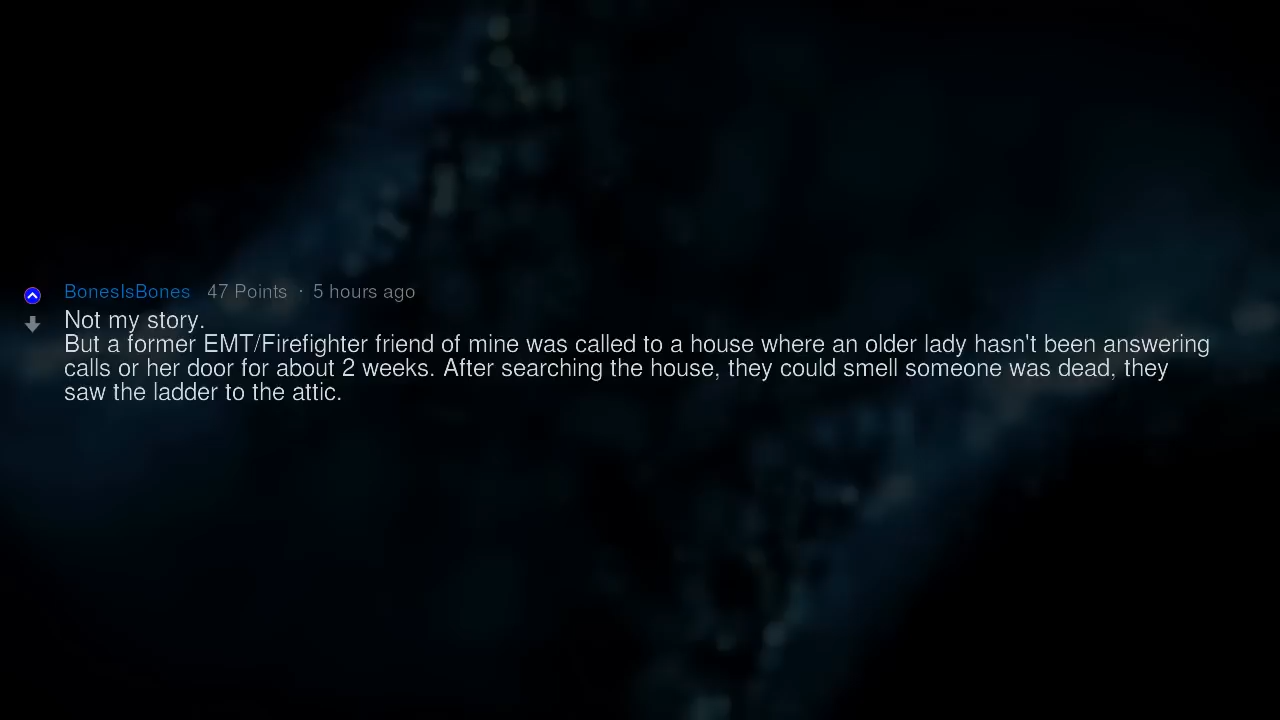 BonesIsBones 47 Points · 5 hours ago
Not my story.
But a former EMT/Firefighter friend of mine was called to a house where an older lady hasn't been answering
calls or her door for about 2 weeks. After searching the house, they could smell someone was dead, they
saw the ladder to the attic.